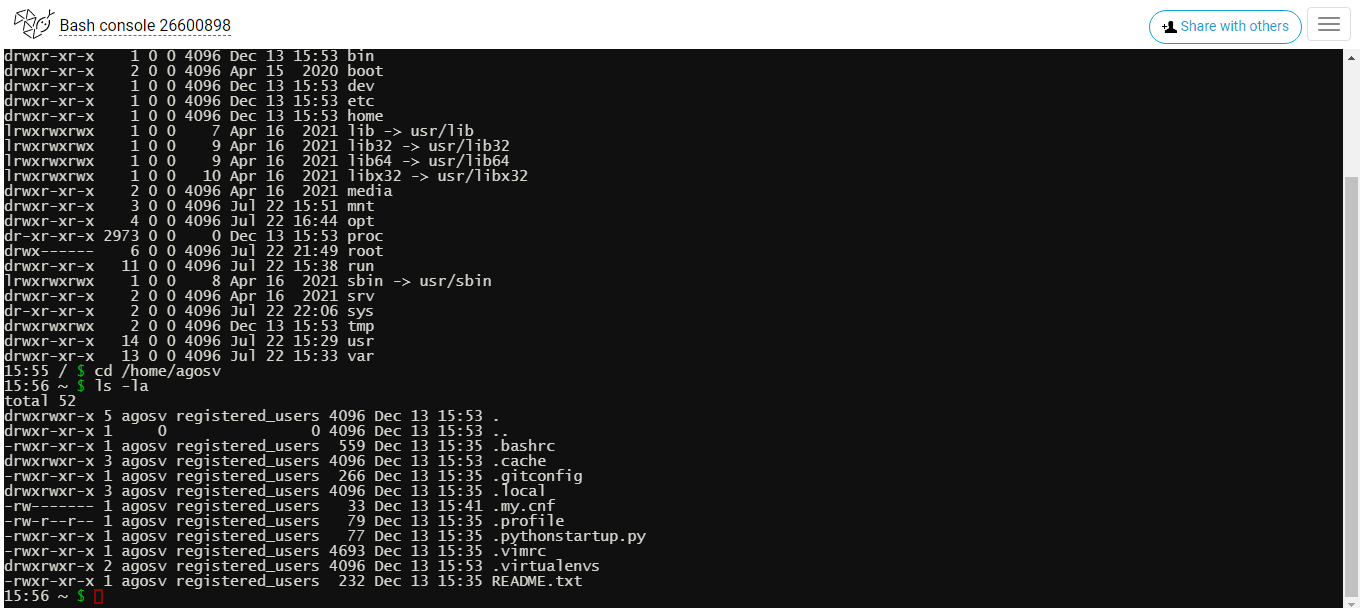 Bash console 26600898
Share with others
drwxr-xr-x    1 0 0 4096 Dec 13 15:53 bin
drwxr-xr-x    2 0 0 4096 Apr 15  2020 boot
drwxr-xr-x    1 0 0 4096 Dec 13 15:53 dev
drwxr-xr-x    1 0 0 4096 Dec 13 15:53 etc
drwxr-xr-x    1 0 0 4096 Dec 13 15:53 home
lrwxrwxrwx    1 0 0    7 Apr 16  2021 lib -> usr/lib
lrwxrwxrwx    1 0 0    9 Apr 16  2021 lib32 -> usr/lib32
lrwxrwxrwx    1 0 0    9 Apr 16  2021 lib64 -> usr/lib64
lrwxrwxrwx    1 0 0   10 Apr 16  2021 libx32 -> usr/libx32
drwxr-xr-x    2 0 0 4096 Apr 16  2021 media
drwxr-xr-x    3 0 0 4096 Jul 22 15:51 mnt
drwxr-xr-x    4 0 0 4096 Jul 22 16:44 opt
dr-xr-xr-x 2973 0 0    0 Dec 13 15:53 proc
drwx------    6 0 0 4096 Jul 22 21:49 root
drwxr-xr-x   11 0 0 4096 Jul 22 15:38 run
lrwxrwxrwx    1 0 0    8 Apr 16  2021 sbin -> usr/sbin
drwxr-xr-x    2 0 0 4096 Apr 16  2021 srv
dr-xr-xr-x    2 0 0 4096 Jul 22 22:06 sys
drwxrwxrwx    2 0 0 4096 Dec 13 15:53 tmp
drwxr-xr-x   14 0 0 4096 Jul 22 15:29 usr
drwxr-xr-x   13 0 0 4096 Jul 22 15:33 var
15:55 / $ cd /home/agosv
15:56 ~ $ ls -la
total 52
drwxrwxr-x 5 agosv registered_users 4096 Dec 13 15:53 .
drwxr-xr-x 1     0                0 4096 Dec 13 15:53 ..
-rwxr-xr-x 1 agosv registered_users  559 Dec 13 15:35 .bashrc
drwxrwxr-x 3 agosv registered_users 4096 Dec 13 15:53 .cache
-rwxr-xr-x 1 agosv registered_users  266 Dec 13 15:35 .gitconfig
drwxrwxr-x 3 agosv registered_users 4096 Dec 13 15:35 .local
-rw------- 1 agosv registered_users   33 Dec 13 15:41 .my.cnf
-rw-r--r-- 1 agosv registered_users   79 Dec 13 15:35 .profile
-rwxr-xr-x 1 agosv registered_users   77 Dec 13 15:35 .pythonstartup.py
-rwxr-xr-x 1 agosv registered_users 4693 Dec 13 15:35 .vimrc
drwxrwxr-x 2 agosv registered_users 4096 Dec 13 15:53 .virtualenvs
-rwxr-xr-x 1 agosv registered_users  232 Dec 13 15:35 README.txt
15:56 ~ $